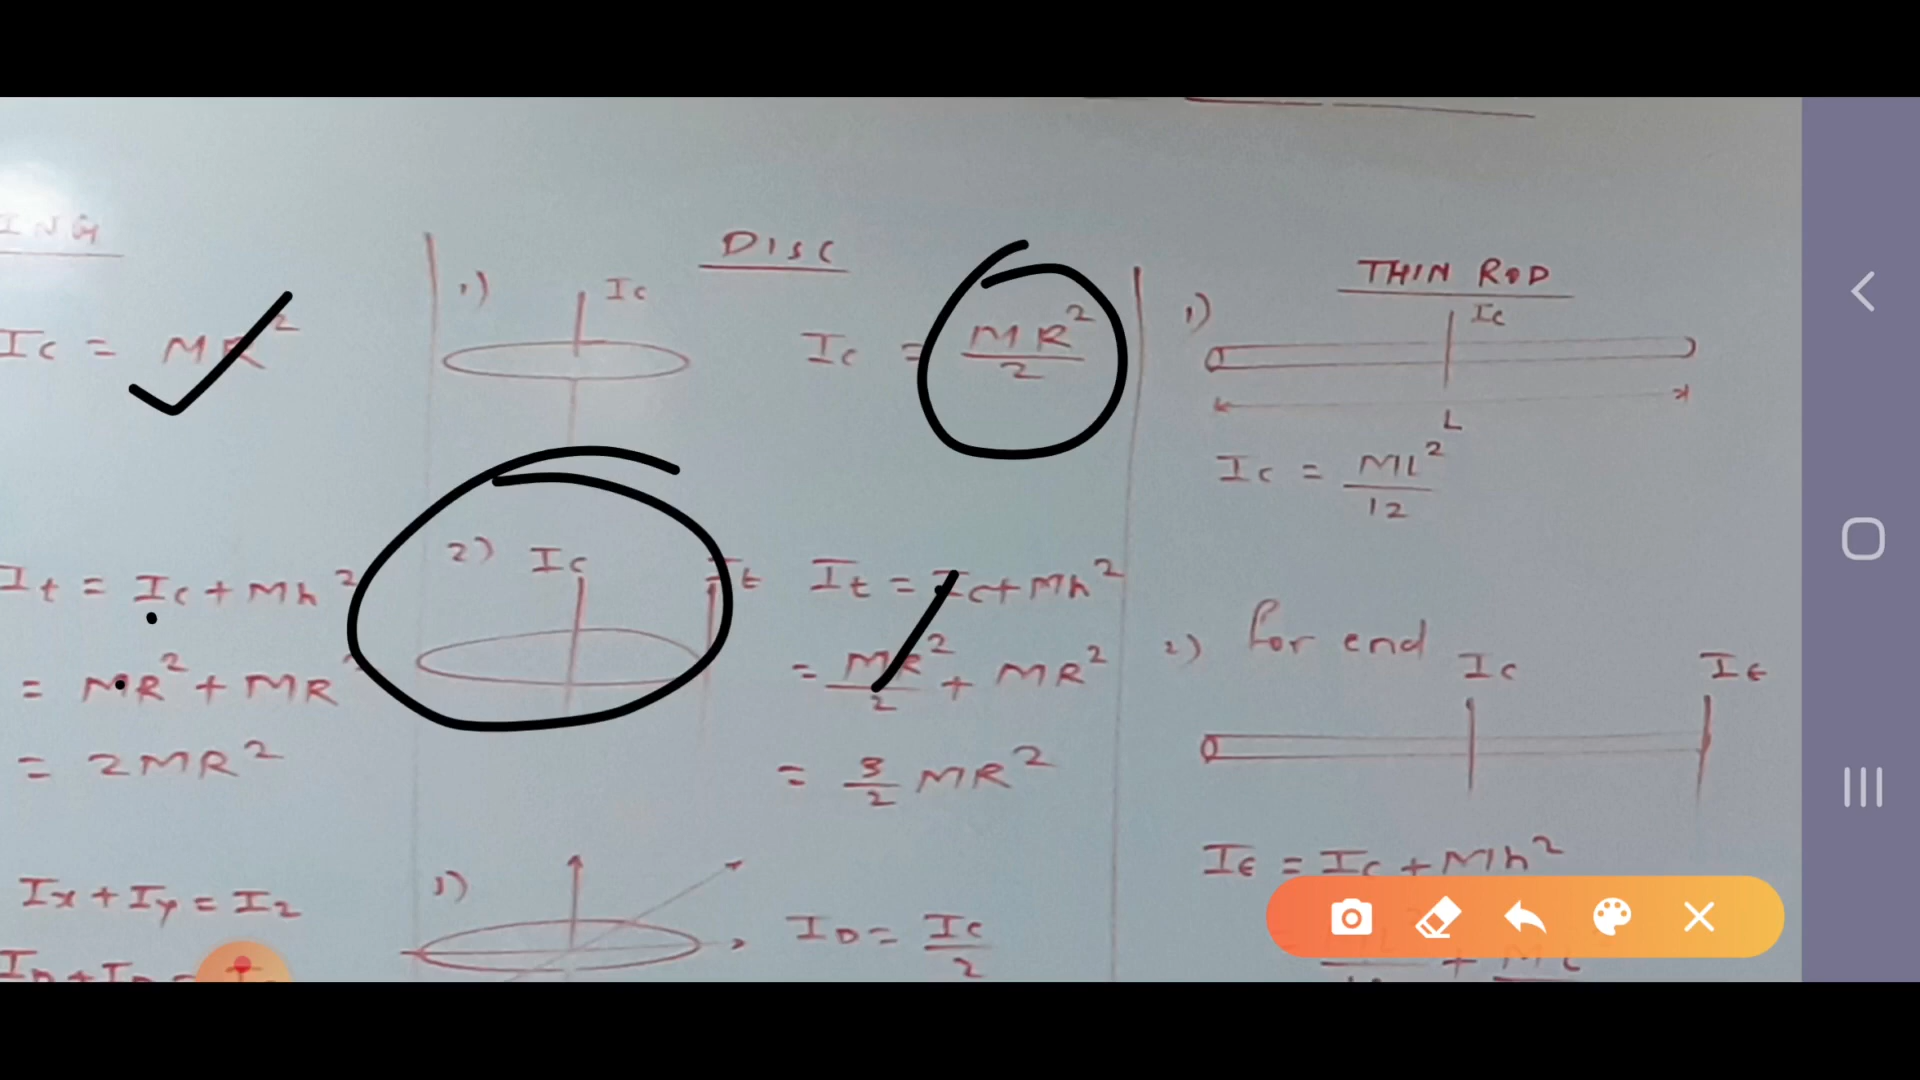 Ic = MR²
It = Ic + Mh²
= MR² + MR
= 2MR²
Ix + Iy = Iz
DISC
1) Ic
Ic = MR²/2
2) Ic It
It = Ic + Mh²
= MR²/2 + MR²
= 3/2 MR²
3)
ID = Ic/2
THIN ROD
1) Ic
L
Ic = ML²/12
2) for end
Ic IE
IE = Ic + Mh²